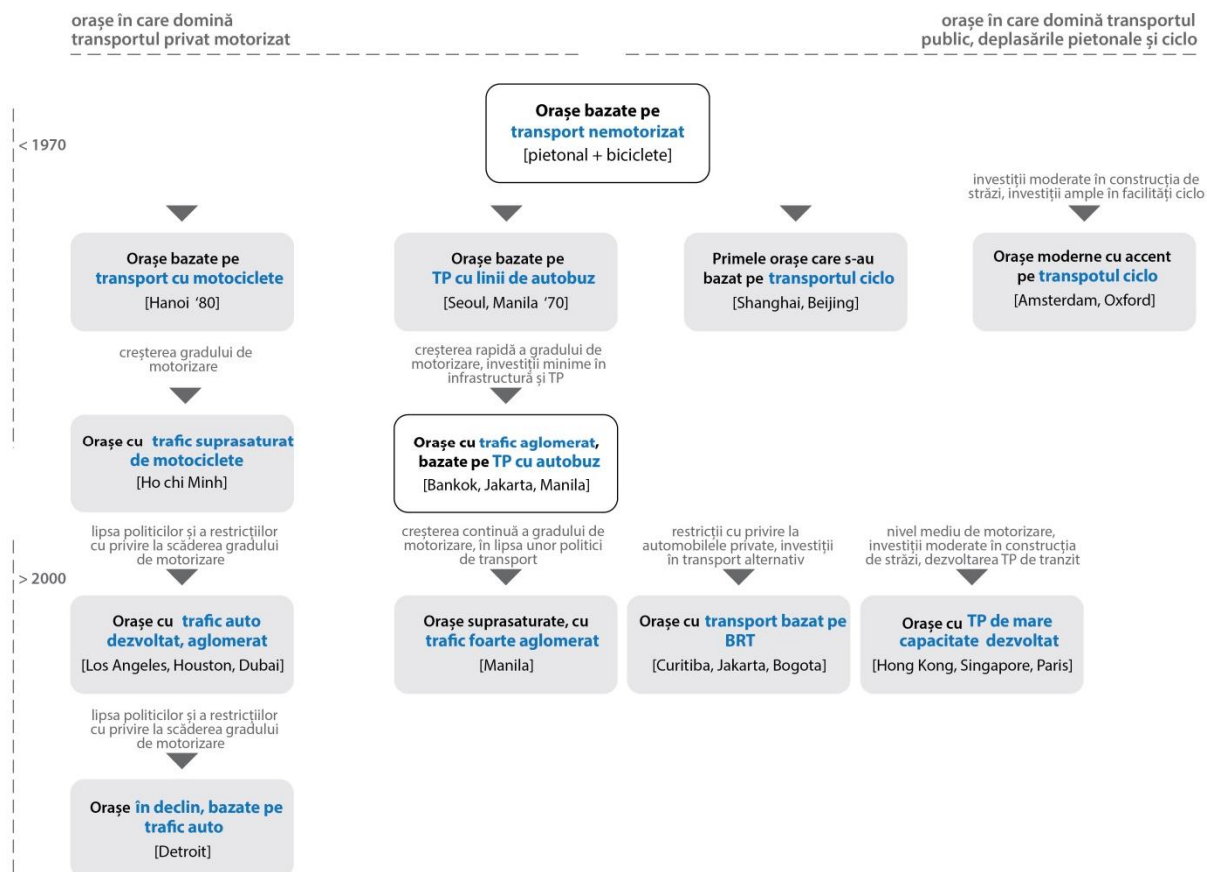 orașe în care domină
transportul privat motorizat
orașe în care domină transportul
public, deplasările pietonale și ciclo
< 1970
Orașe bazate pe
transport nemotorizat
[pietonal + biciclete]
investiții moderate în construcția de
străzi, investiții ample în facilități ciclo
Orașe bazate pe
transport cu motociclete
[Hanoi ‘80]
Orașe bazate pe
TP cu linii de autobuz
[Seoul, Manila ‘70]
Primele orașe care s-au
bazat pe transportul ciclo
[Shanghai, Beijing]
Orașe moderne cu accent
pe transpotul ciclo
[Amsterdam, Oxford]
creșterea gradului de
motorizare
creșterea rapidă a gradului de
motorizare, investiții minime în
infrastructură și TP
Orașe cu trafic suprasaturat
de motociclete
[Ho chi Minh]
Orașe cu trafic aglomerat,
bazate pe TP cu autobuz
[Bankok, Jakarta, Manila]
> 2000
lipsa politicilor și a restricțiilor
cu privire la scăderea gradului
de motorizare
creșterea continuă a gradului de
motorizare, în lipsa unor politici
de transport
restricții cu privire la
automobilele private, investiții
în transport alternativ
nivel mediu de motorizare,
investiții moderate în construcția
de străzi, dezvoltarea TP de tranzit
Orașe cu trafic auto
dezvoltat, aglomerat
[Los Angeles, Houston, Dubai]
Orașe suprasaturate, cu
trafic foarte aglomerat
[Manila]
Orașe cu transport bazat pe
BRT
[Curitiba, Jakarta, Bogota]
Orașe cu TP de mare
capacitate dezvoltat
[Hong Kong, Singapore, Paris]
lipsa politicilor și a restricțiilor
cu privire la scăderea gradului
de motorizare
Orașe în declin, bazate pe
trafic auto
[Detroit]